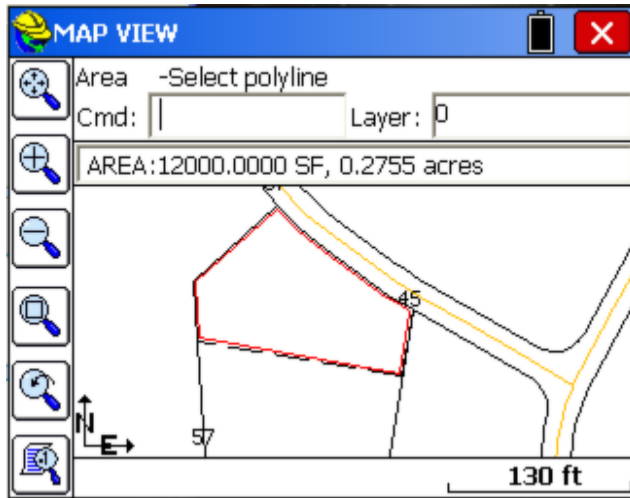 MAP VIEW
Area -Select polyline
Cmd: Layer: 0
AREA:12000.0000 SF, 0.2755 acres
45
57
N
E
130 ft